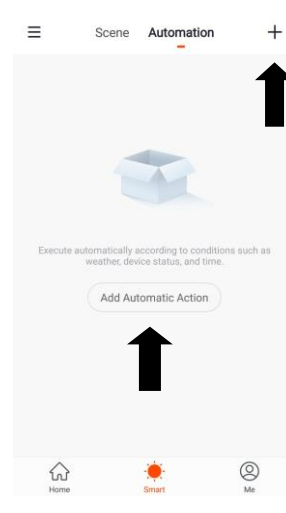 Scene Automation
Execute automatically according to conditions such as
weather, device status, and time.
Add Automatic Action
Home Smart Me